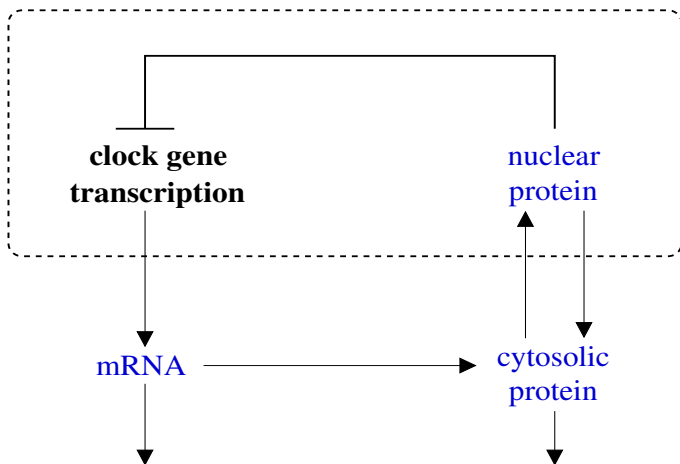 clock gene
transcription
nuclear
protein
mRNA
cytosolic
protein